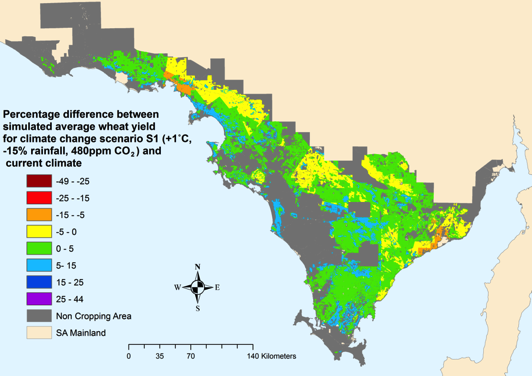 Percentage difference between
simulated average wheat yield
for climate change scenario S1 (+1°C,
-15% rainfall, 480ppm CO₂) and
current climate
-49 - -25
-25 - -15
-15 - -5
-5 - 0
0 - 5
5- 15
15 - 25
25 - 44
Non Cropping Area
SA Mainland
N
W E
S
0 35 70 140 Kilometers